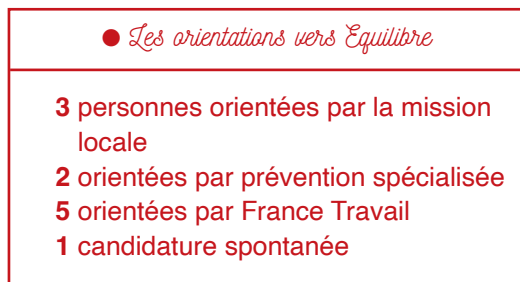 ● Les orientations vers Equilibre
3 personnes orientées par la mission
locale
2 orientées par prévention spécialisée
5 orientées par France Travail
1 candidature spontanée